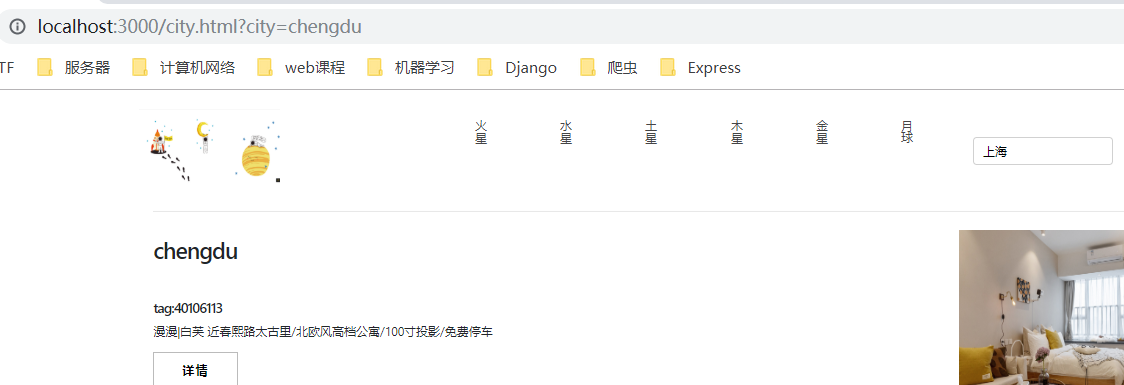 localhost:3000/city.html?city=chengdu
TF 服务器 计算机网络 web课程 机器学习 Django 爬虫 Express
火星 水星 土星 木星 金星 月球
上海
chengdu
tag:40106113
漫漫|白芙 近春熙路太古里/北欧风高档公寓/100寸投影/免费停车
详情